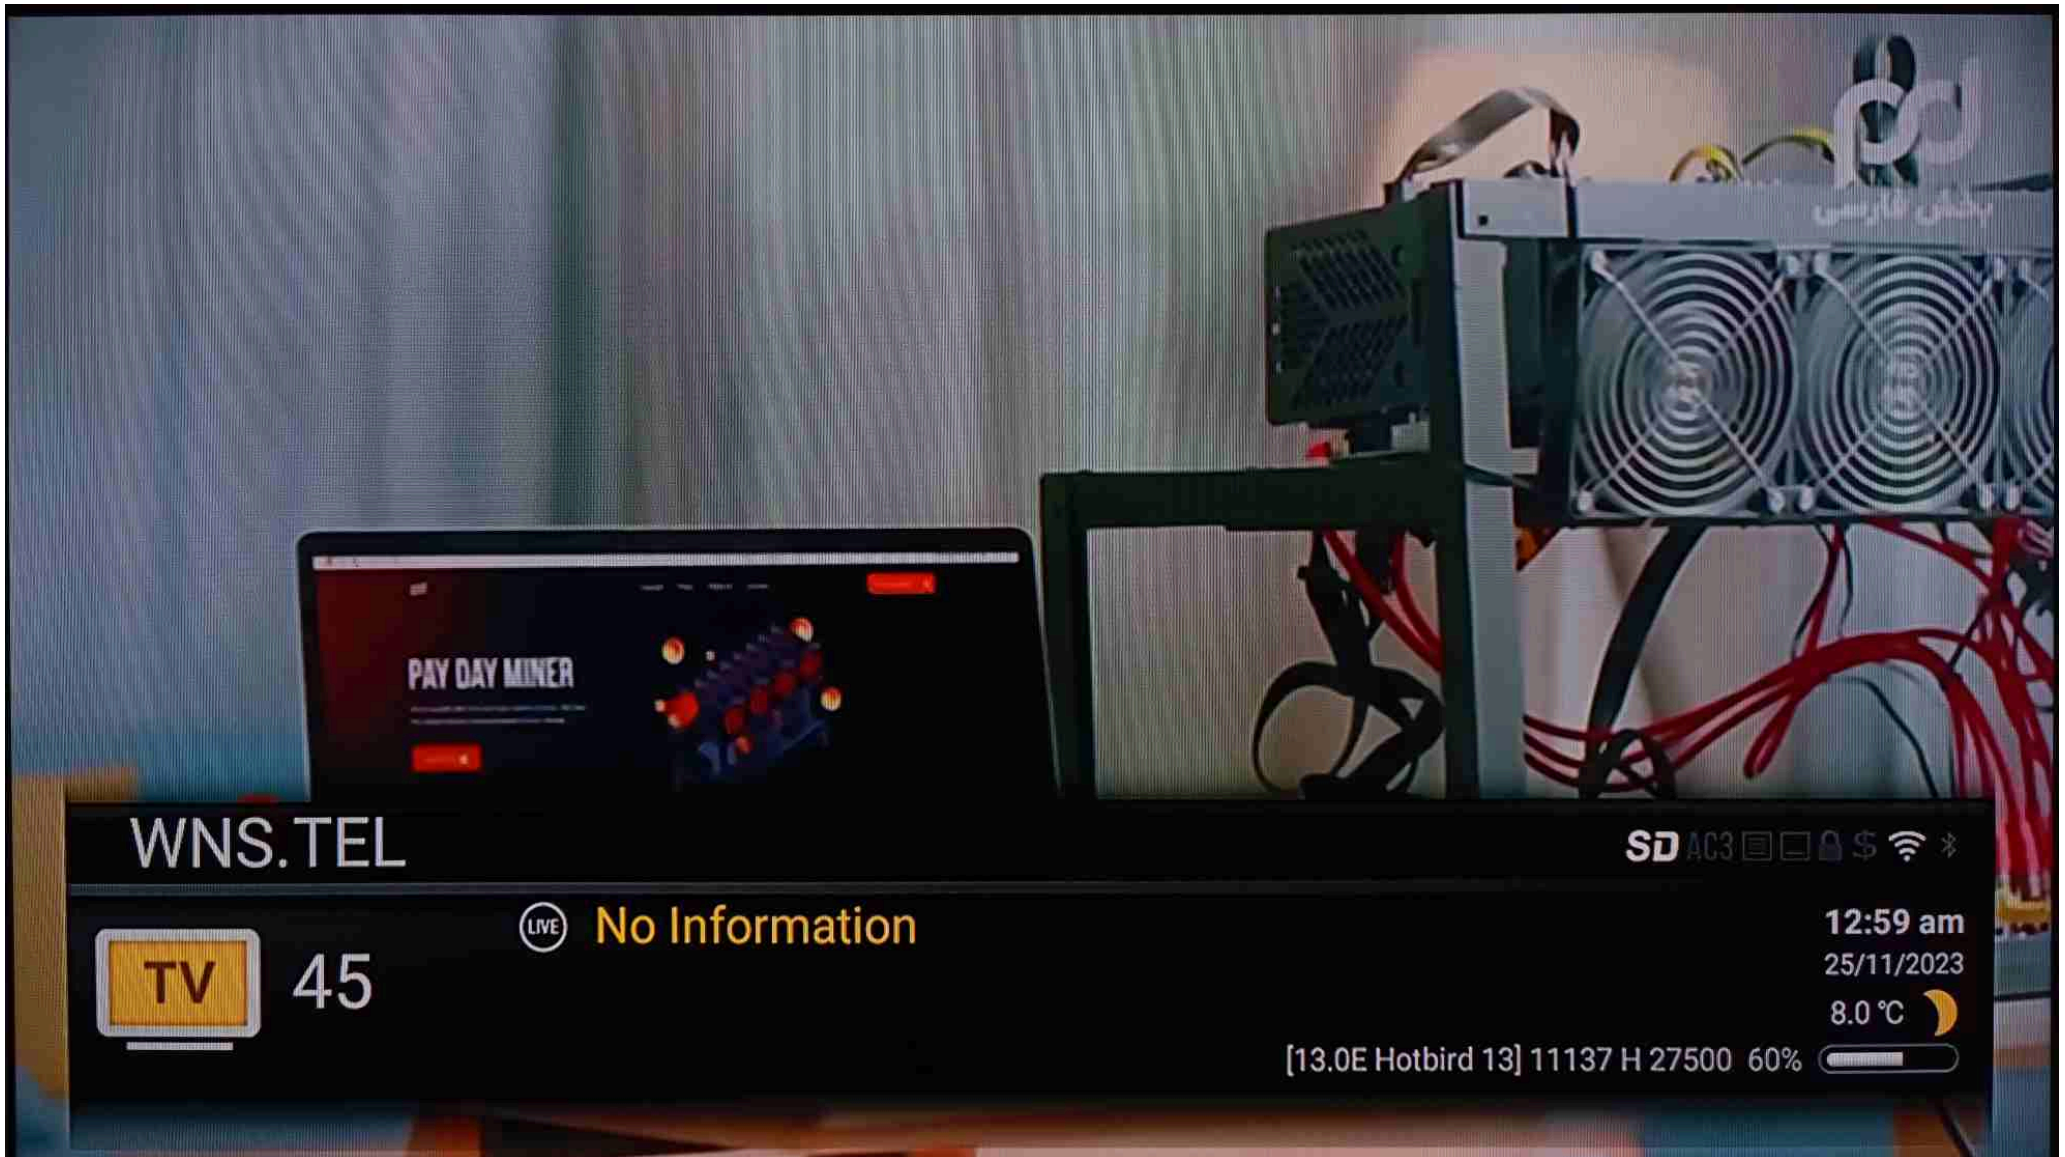 بخش فارسی
PAY DAY MINER
WNS.TEL
SD AC3 $
LIVE No Information
TV 45
12:59 am
25/11/2023
8.0 °C
[13.0E Hotbird 13] 11137 H 27500 60%